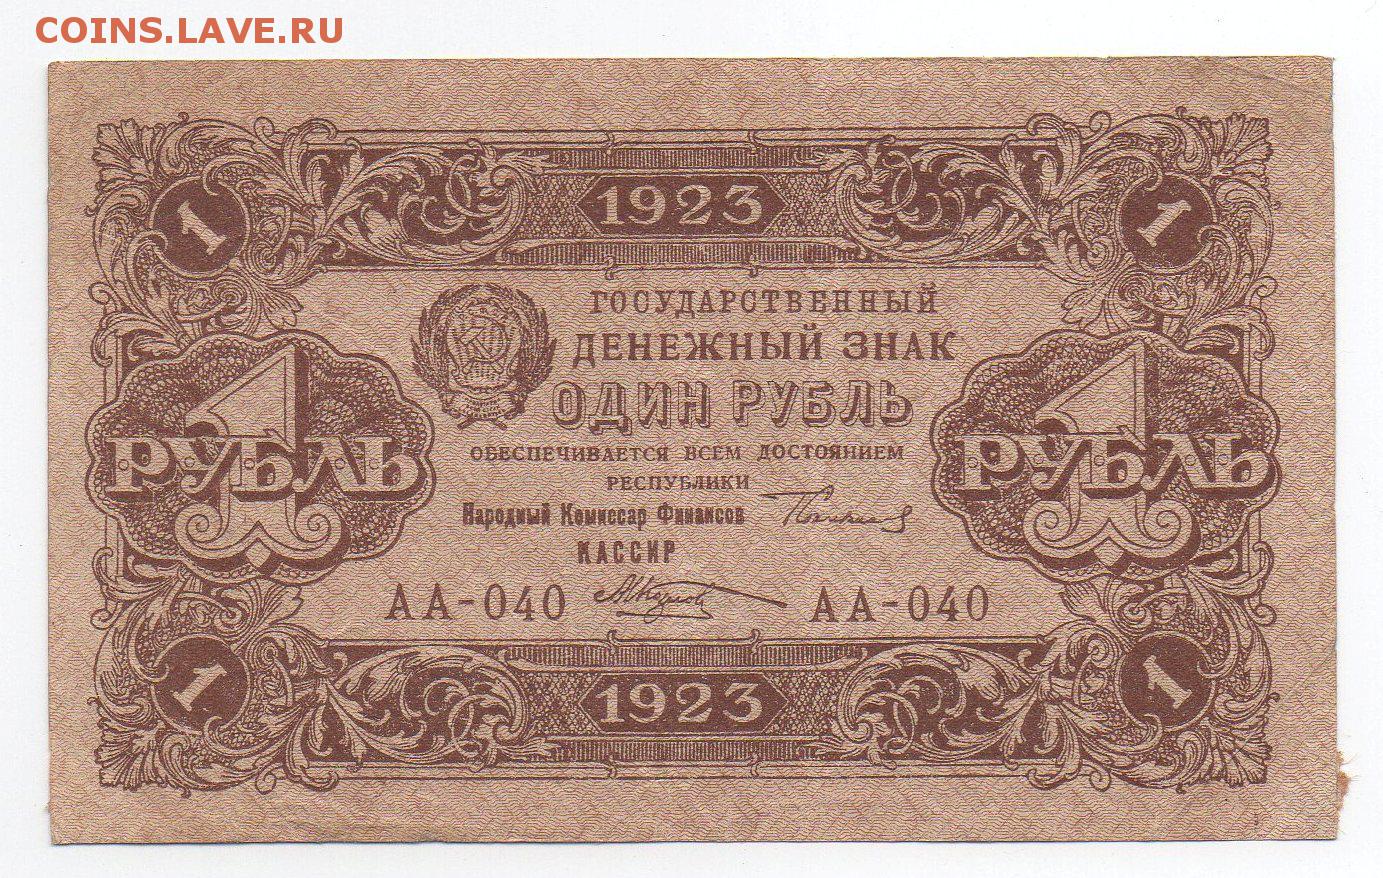 COINS.LAVE.RU
1923
1 1
ГОСУДАРСТВЕННЫЙ
ДЕНЕЖНЫЙ ЗНАК
ОДИН РУБЛЬ
1 РУБЛЬ 1 РУБЛЬ
ОБЕСПЕЧИВАЕТСЯ ВСЕМ ДОСТОЯНИЕМ
РЕСПУБЛИКИ
Народный Комиссар Финансов
КАССИР
АА-040 АА-040
1 1
1923